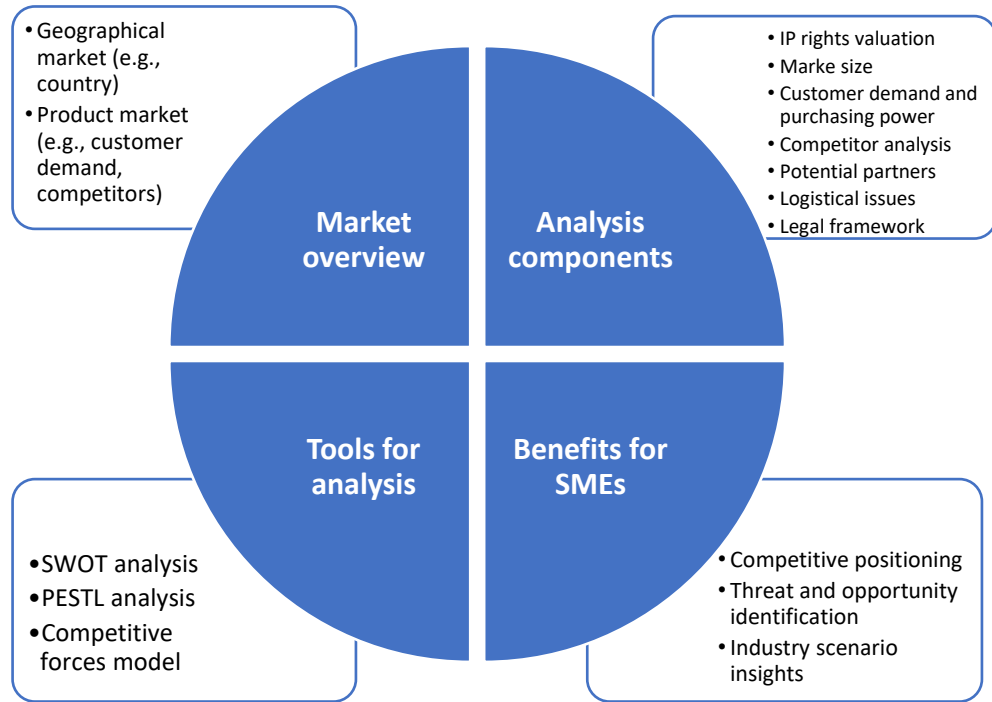 • Geographical
market (e.g.,
country)
• Product market
(e.g., customer
demand,
competitors)
• IP rights valuation
• Marke size
• Customer demand and
purchasing power
• Competitor analysis
• Potential partners
• Logistical issues
• Legal framework
Market
overview
Analysis
components
Tools for
analysis
Benefits for
SMEs
•SWOT analysis
•PESTL analysis
•Competitive
forces model
• Competitive positioning
• Threat and opportunity
identification
• Industry scenario
insights